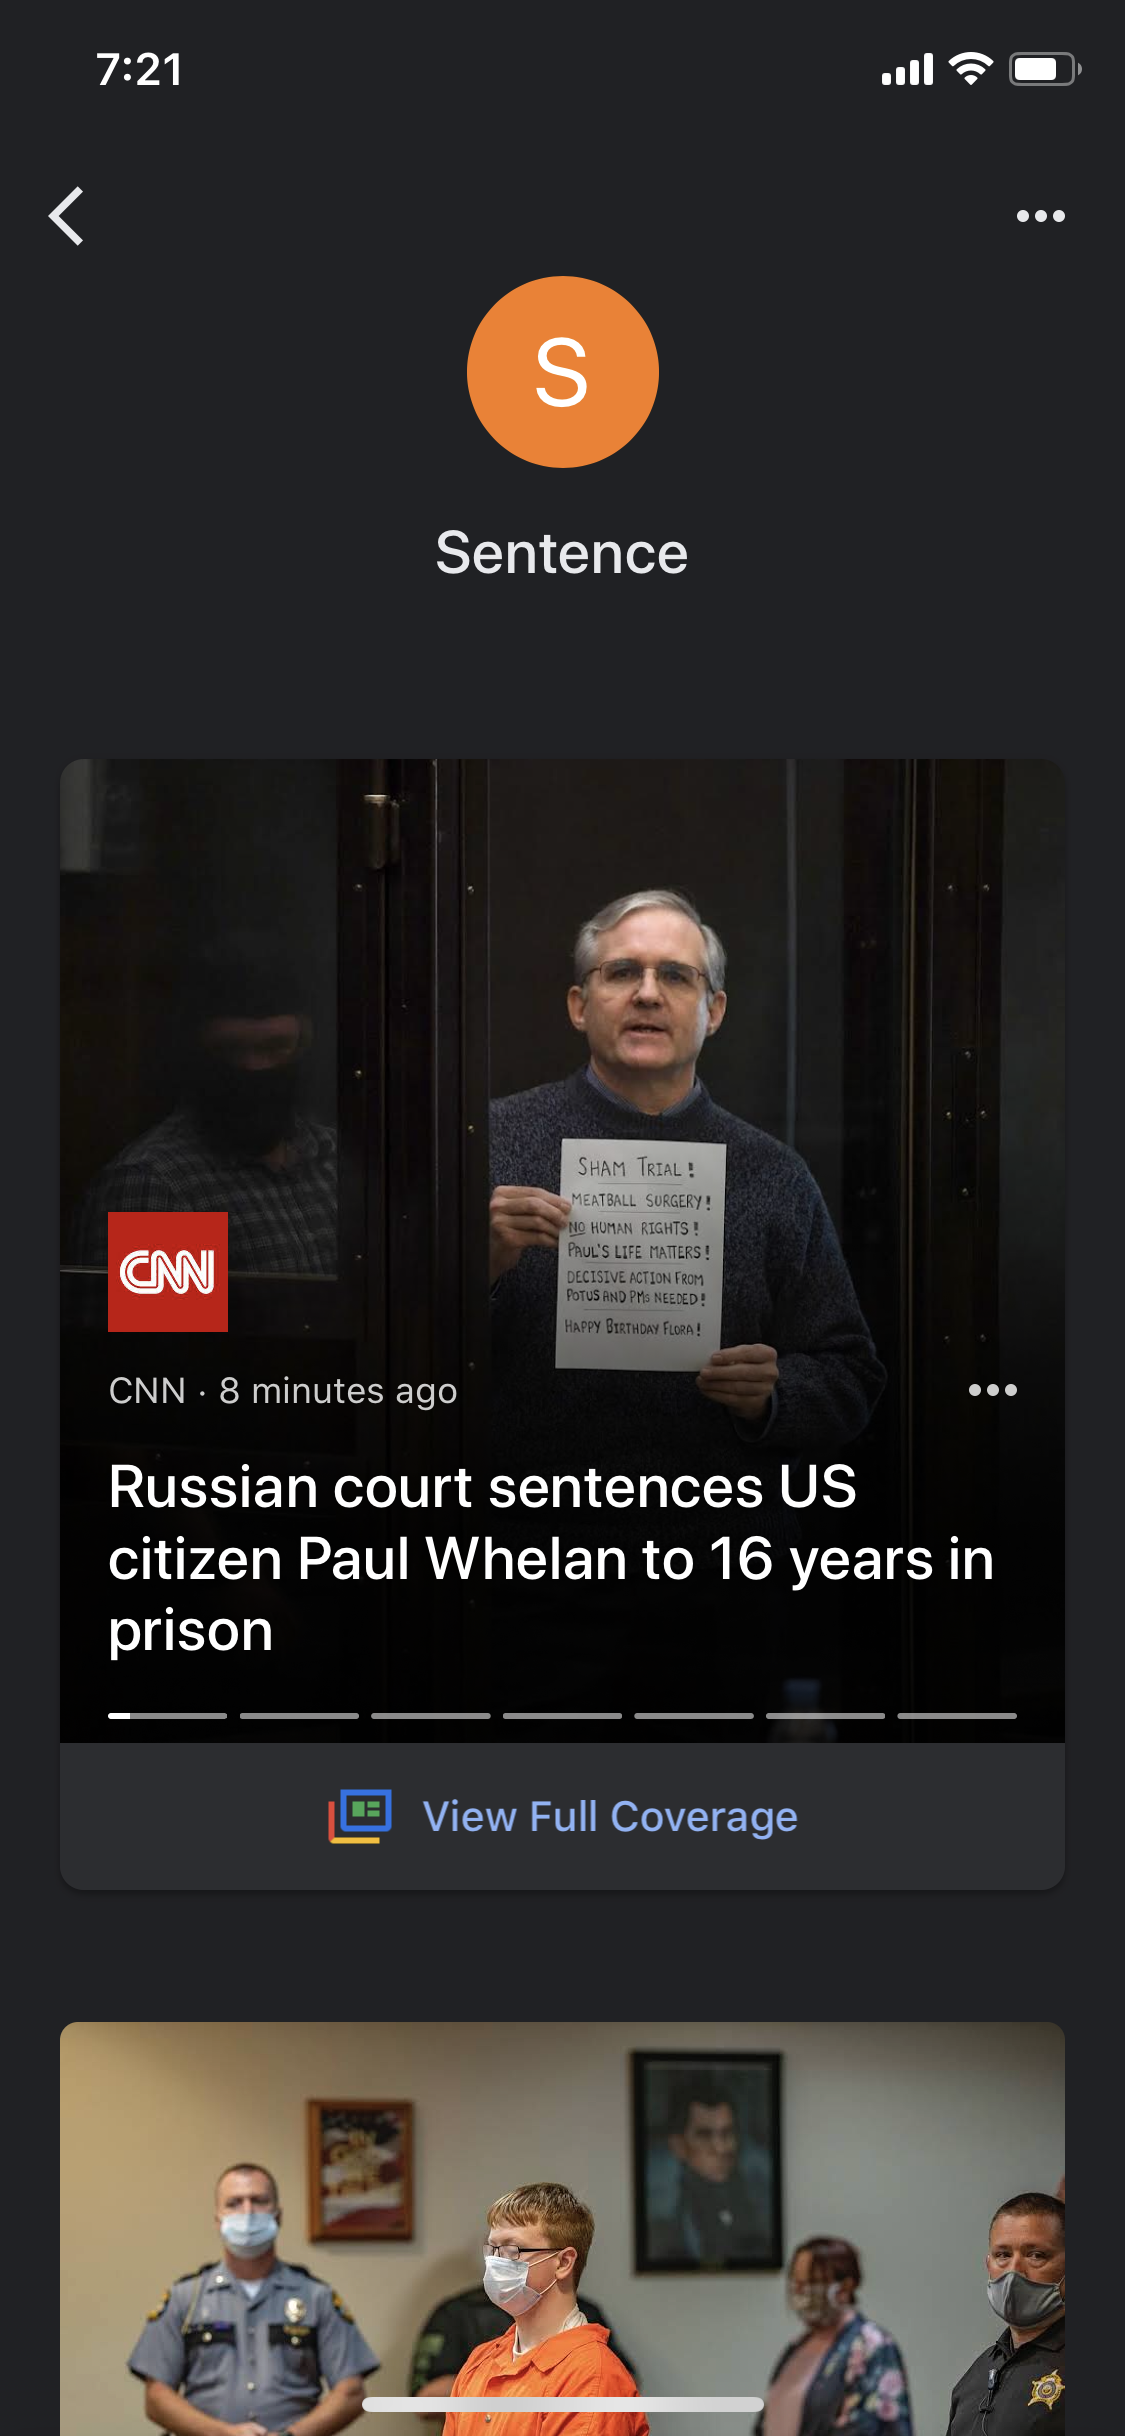 7:21
S
Sentence
SHAM TRIAL!
MEATBALL SURGERY!
NO HUMAN RIGHTS!
PAUL'S LIFE MATTERS!
DECISIVE ACTION FROM
POTUS AND PMs NEEDED!
HAPPY BIRTHDAY FLORA!
CNN
CNN · 8 minutes ago
Russian court sentences US
citizen Paul Whelan to 16 years in
prison
View Full Coverage